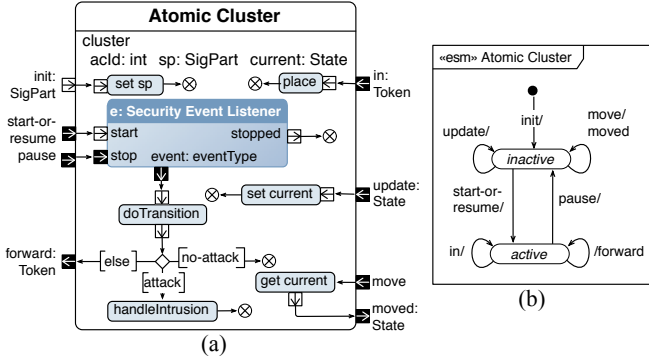 Atomic Cluster
cluster
acId: int sp: SigPart current: State
init:
SigPart
set sp
place
in:
Token
e: Security Event Listener
start-or-
resume
start
stopped
pause
stop
event: eventType
set current
update:
State
doTransition
forward:
Token
[else]
[no-attack]
[attack]
get current
move
handleIntrusion
moved:
State
(a)
«esm» Atomic Cluster
init/
move/
moved
update/
inactive
start-or-
resume/
pause/
in/
/forward
active
(b)